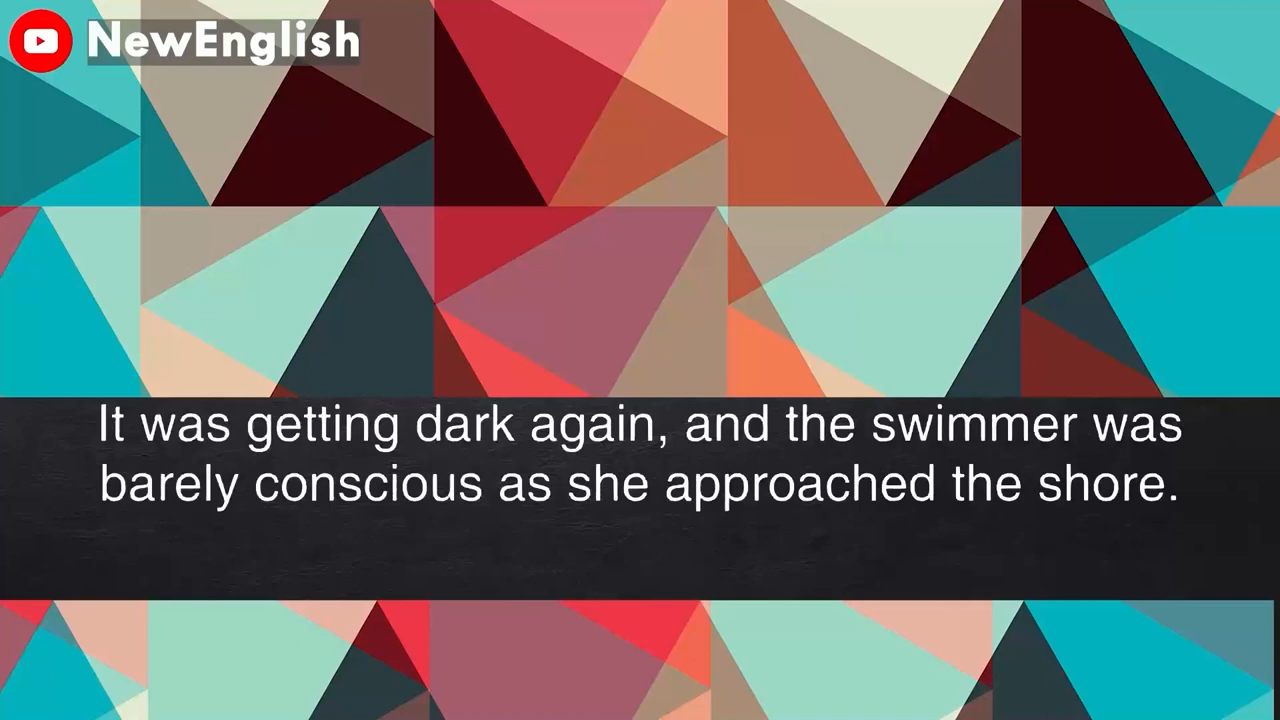 NewEnglish
It was getting dark again, and the swimmer was
barely conscious as she approached the shore.